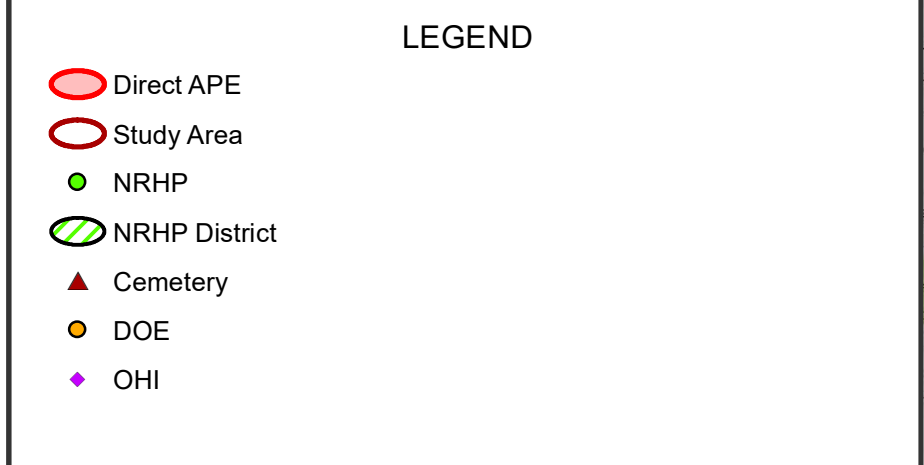 LEGEND
Direct APE
Study Area
NRHP
NRHP District
Cemetery
DOE
OHI